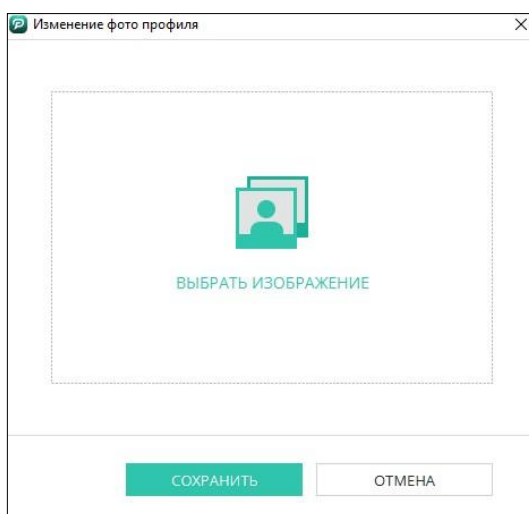 Изменение фото профиля
ВЫБРАТЬ ИЗОБРАЖЕНИЕ
СОХРАНИТЬ
ОТМЕНА